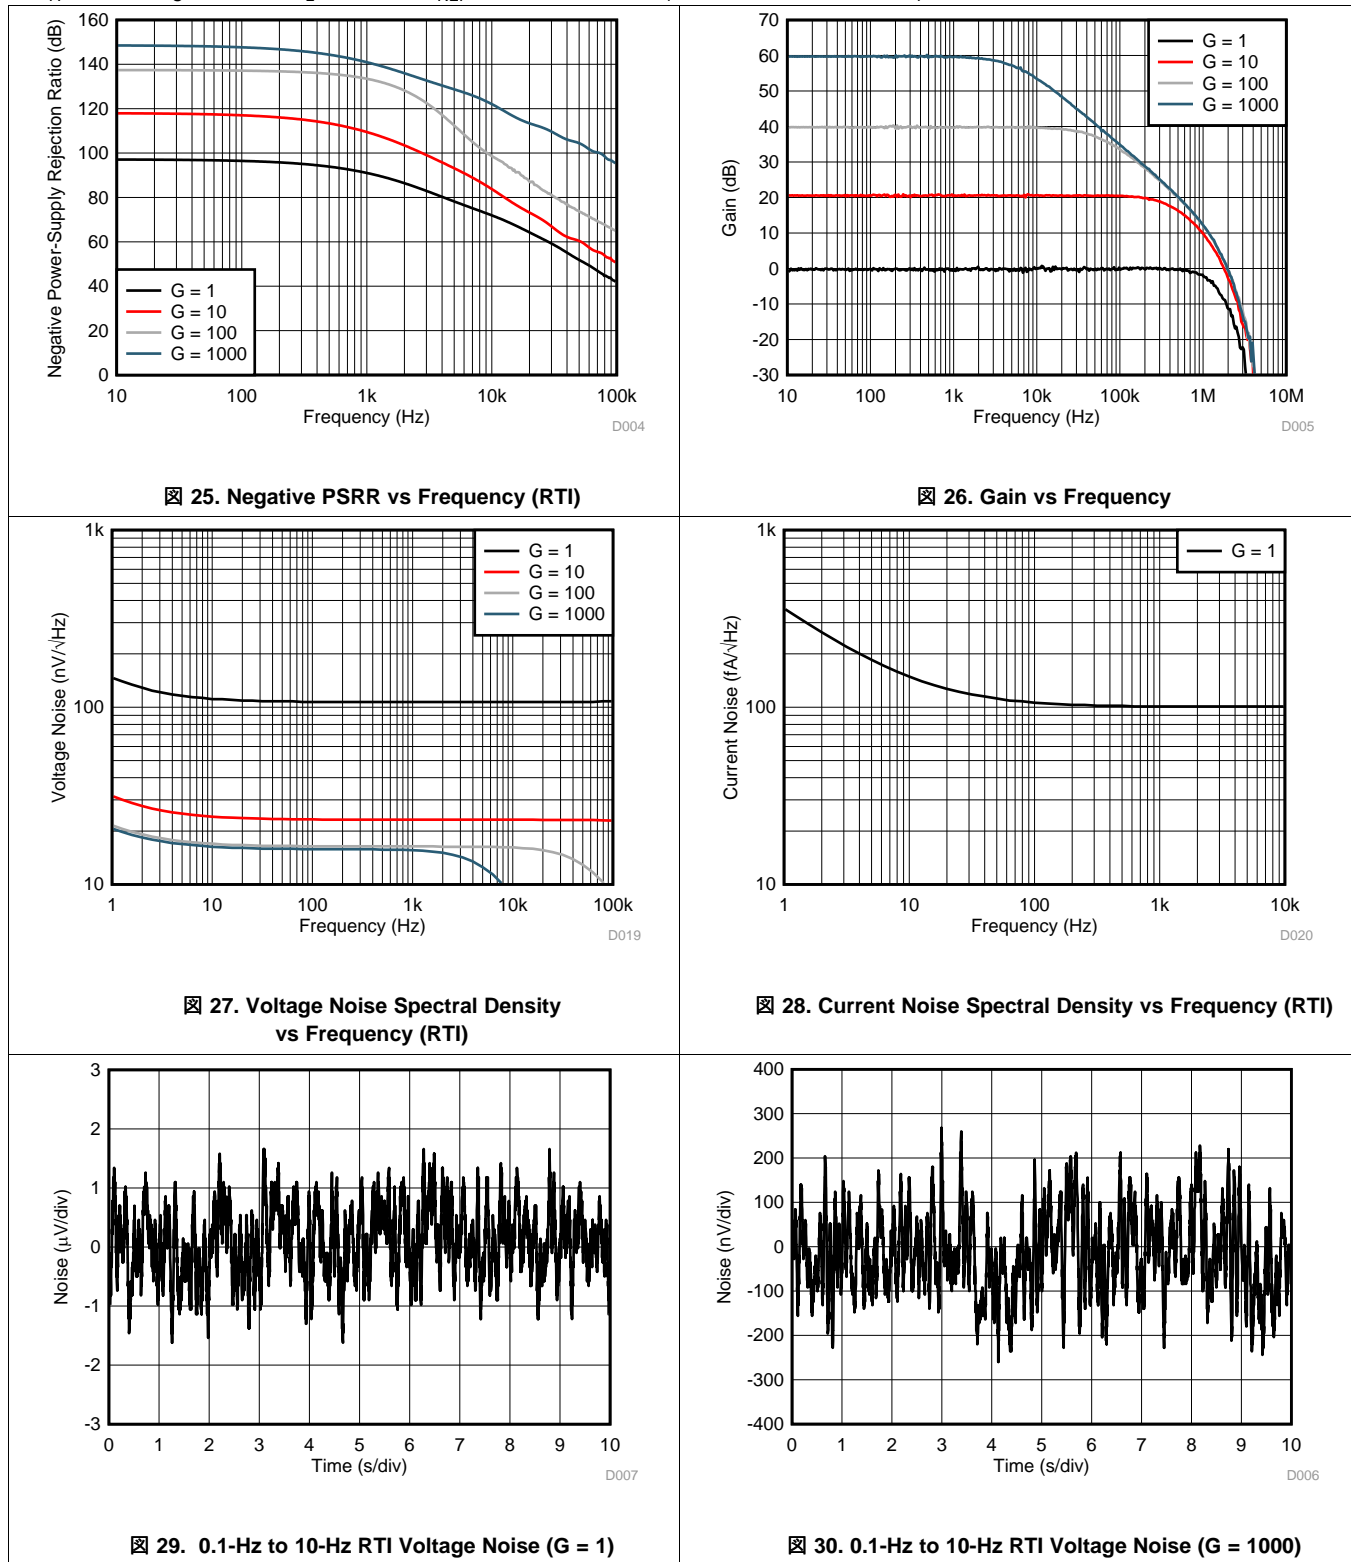 160
140
120
100
80
60
40
20
0
Negative Power-Supply Rejection Ratio (dB)
G = 1
G = 10
G = 100
G = 1000
10 100 1k 10k 100k
Frequency (Hz)
D004
図 25. Negative PSRR vs Frequency (RTI)
70
60
50
40
30
20
10
0
-10
-20
-30
Gain (dB)
G = 1
G = 10
G = 100
G = 1000
10 100 1k 10k 100k 1M 10M
Frequency (Hz)
D005
図 26. Gain vs Frequency
1k
100
10
Voltage Noise (nV/√Hz)
G = 1
G = 10
G = 100
G = 1000
1 10 100 1k 10k 100k
Frequency (Hz)
D019
図 27. Voltage Noise Spectral Density
vs Frequency (RTI)
1k
100
10
Current Noise (fA/√Hz)
G = 1
1 10 100 1k 10k
Frequency (Hz)
D020
図 28. Current Noise Spectral Density vs Frequency (RTI)
3
2
1
0
-1
-2
-3
Noise (μV/div)
0 1 2 3 4 5 6 7 8 9 10
Time (s/div)
D007
図 29. 0.1-Hz to 10-Hz RTI Voltage Noise (G = 1)
400
300
200
100
0
-100
-200
-300
-400
Noise (nV/div)
0 1 2 3 4 5 6 7 8 9 10
Time (s/div)
D006
図 30. 0.1-Hz to 10-Hz RTI Voltage Noise (G = 1000)